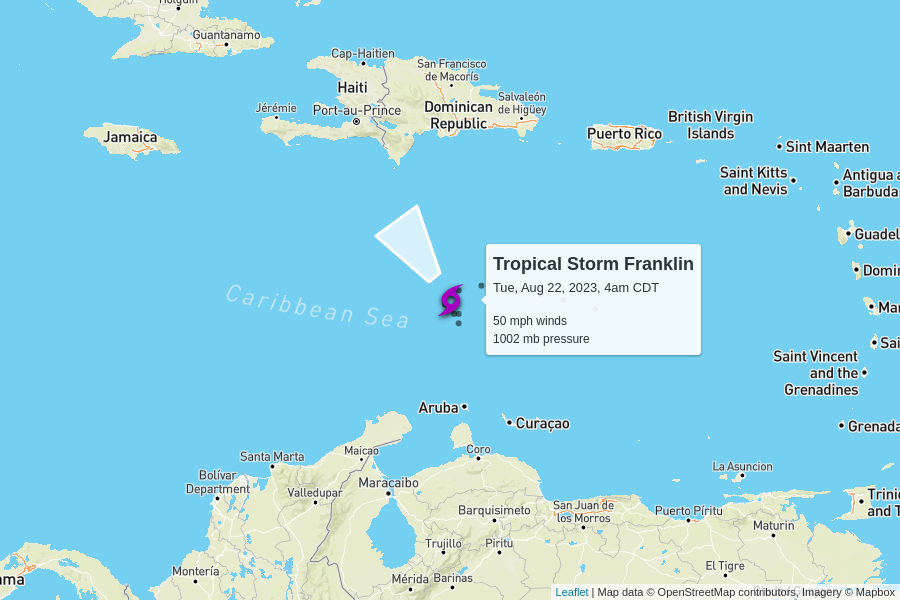 Holguín
Guantanamo
Cap-Haitien
San Francisco
de Macorís
Haiti
Jérémie
Port-au-Prince
Dominican
Republic
Salvaleón
de Higüey
Jamaica
Puerto Rico
British Virgin
Islands
Sint Maarten
Saint Kitts
and Nevis
Antigua a
Barbuda
Guadel
Domin
Mar
Sai
Saint Vincent
and the
Grenadines
Grenada
Tropical Storm Franklin
Tue, Aug 22, 2023, 4am CDT
50 mph winds
1002 mb pressure
Caribbean Sea
Aruba
Curaçao
Coro
Maicao
Santa Marta
Bolívar
Department
Valledupar
Maracaibo
Barquisimeto
San Juan de
los Morros
La Asuncion
Puerto Píritu
Maturin
Trini
and T
Trujillo
Piritu
El Tigre
Montería
Mérida
Barinas
ama
Leaflet | Map data © OpenStreetMap contributors, Imagery © Mapbox